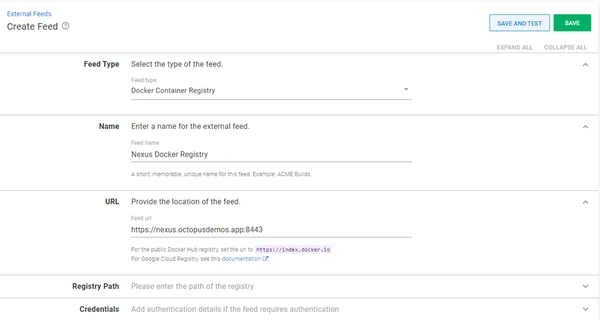 External Feeds
Create Feed
SAVE AND TEST
SAVE
EXPAND ALL COLLAPSE ALL
Feed Type Select the type of the feed.
Feed type
Docker Container Registry
Name Enter a name for the external feed.
Feed name
Nexus Docker Registry
A short, memorable, unique name for this feed. Example: ACME Builds.
URL Provide the location of the feed.
Feed url
https://nexus.octopusdemos.app:8443
For the public Docker Hub registry, set the url to: https://index.docker.io
For Google Cloud Registry, see this documentation
Registry Path Please enter the path of the registry
Credentials Add authentication details if the feed requires authentication